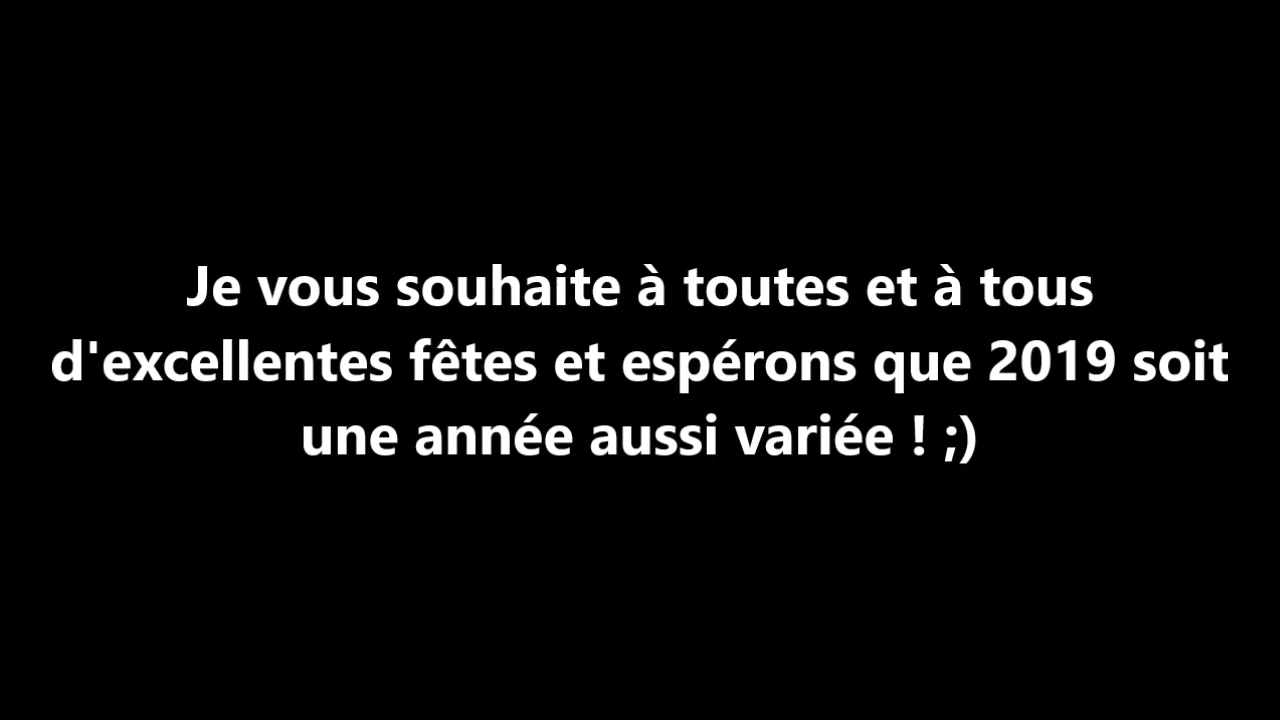 Je vous souhaite à toutes et à tous
d'excellentes fêtes et espérons que 2019 soit
une année aussi variée ! ;)